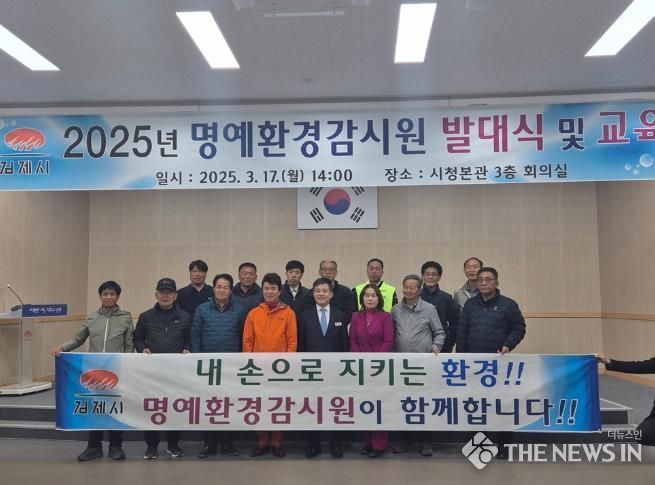 김제시
2025년 명예환경감시원 발대식 및 교육
일시 : 2025. 3. 17.(월) 14:00 장소 : 시청본관 3층 회의실
내 손으로 지키는 환경!!
김제시
명예환경감시원이 함께합니다!!
더뉴스인
THE NEWS IN